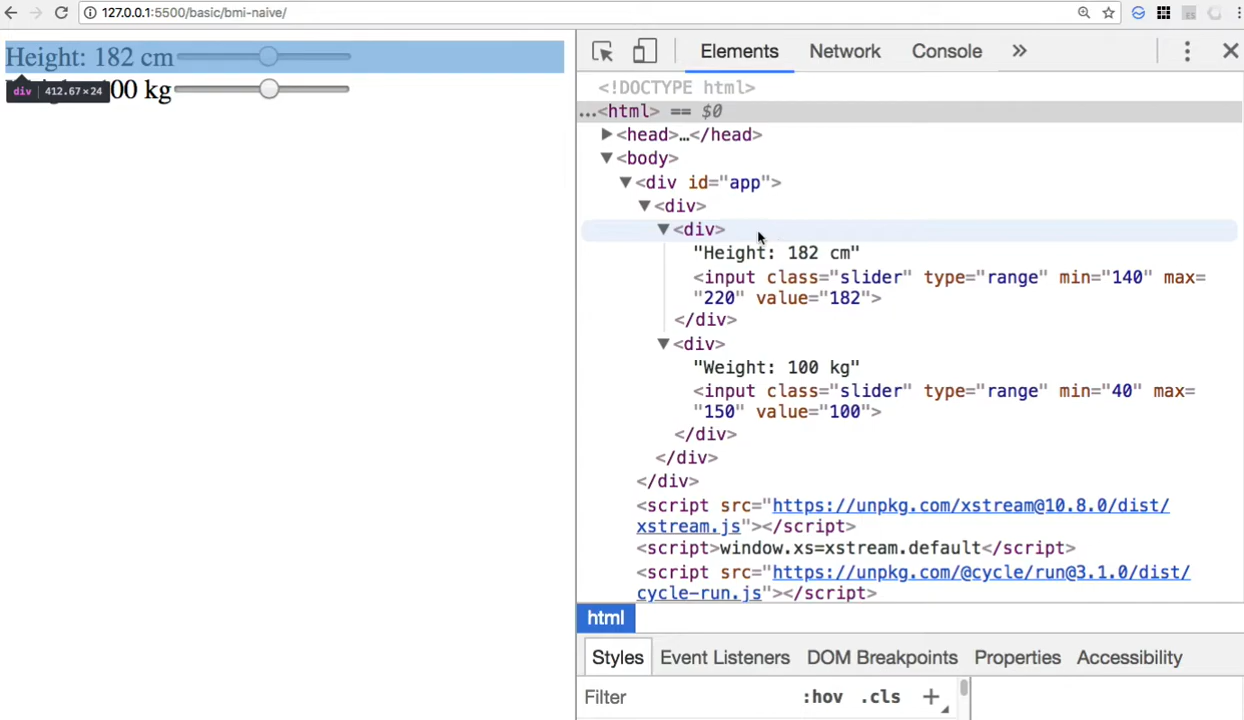 127.0.0.1:5500/basic/bmi-naive/
Height: 182 cm
div 412.67×24
00 kg
Elements Network Console »
<!DOCTYPE html>
...<html> == $0
<head>…</head>
<body>
<div id="app">
<div>
<div>
"Height: 182 cm"
<input class="slider" type="range" min="140" max=
"220" value="182">
</div>
<div>
"Weight: 100 kg"
<input class="slider" type="range" min="40" max=
"150" value="100">
</div>
</div>
</div>
<script src="https://unpkg.com/xstream@10.8.0/dist/
xstream.js"></script>
<script>window.xs=xstream.default</script>
<script src="https://unpkg.com/@cycle/run@3.1.0/dist/
cycle-run.js"></script>
html
Styles Event Listeners DOM Breakpoints Properties Accessibility
Filter :hov .cls +